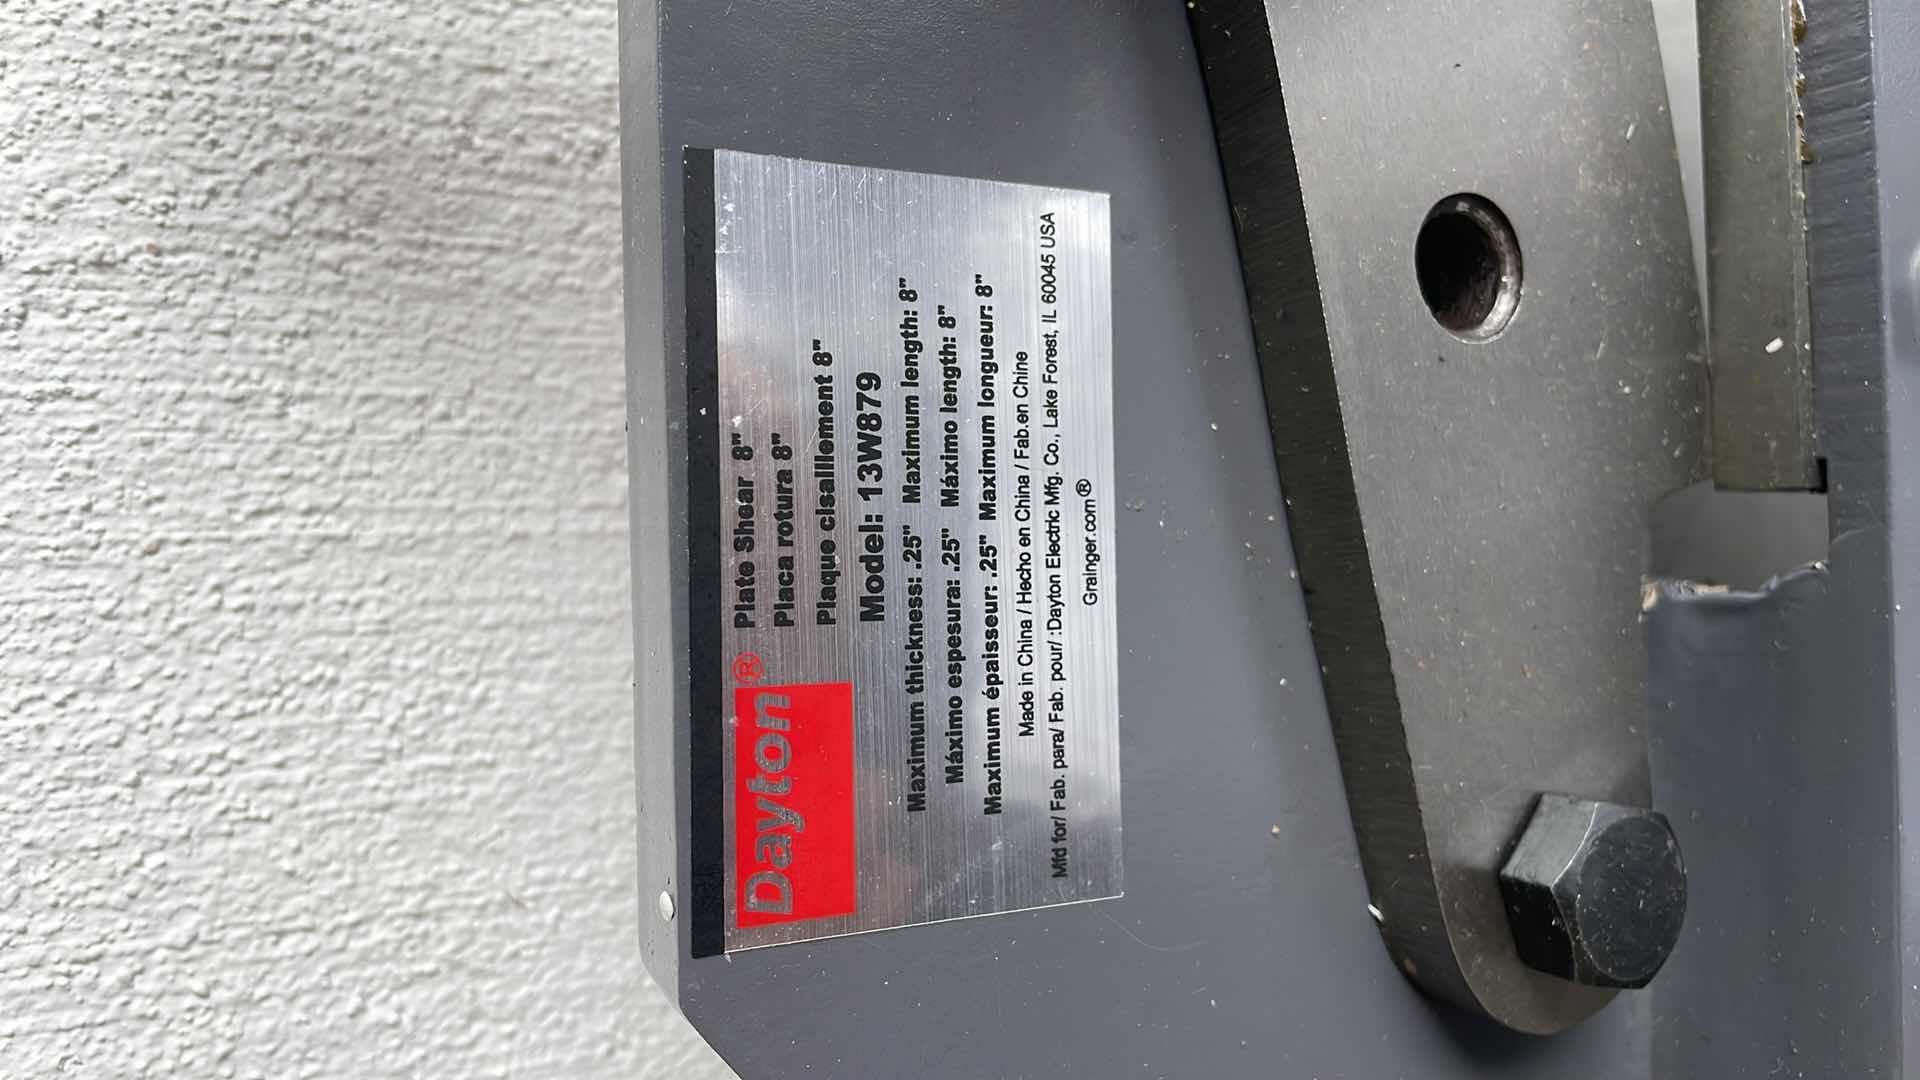 Dayton®
Plate Shear 8"
Placa rotura 8"
Plaque cisalllement 8"
Model: 13W879
Maximum thickness: .25" Maximum length: 8"
Máximo espesura: .25" Máximo length: 8"
Maximum épaisseur: .25" Maximum longueur: 8"
Made in China / Hecho en China / Fab.en Chine
Mfd for/ Fab. para/ Fab. pour/ :Dayton Electric Mfg. Co., Lake Forest, IL 60045 USA
Grainger.com®